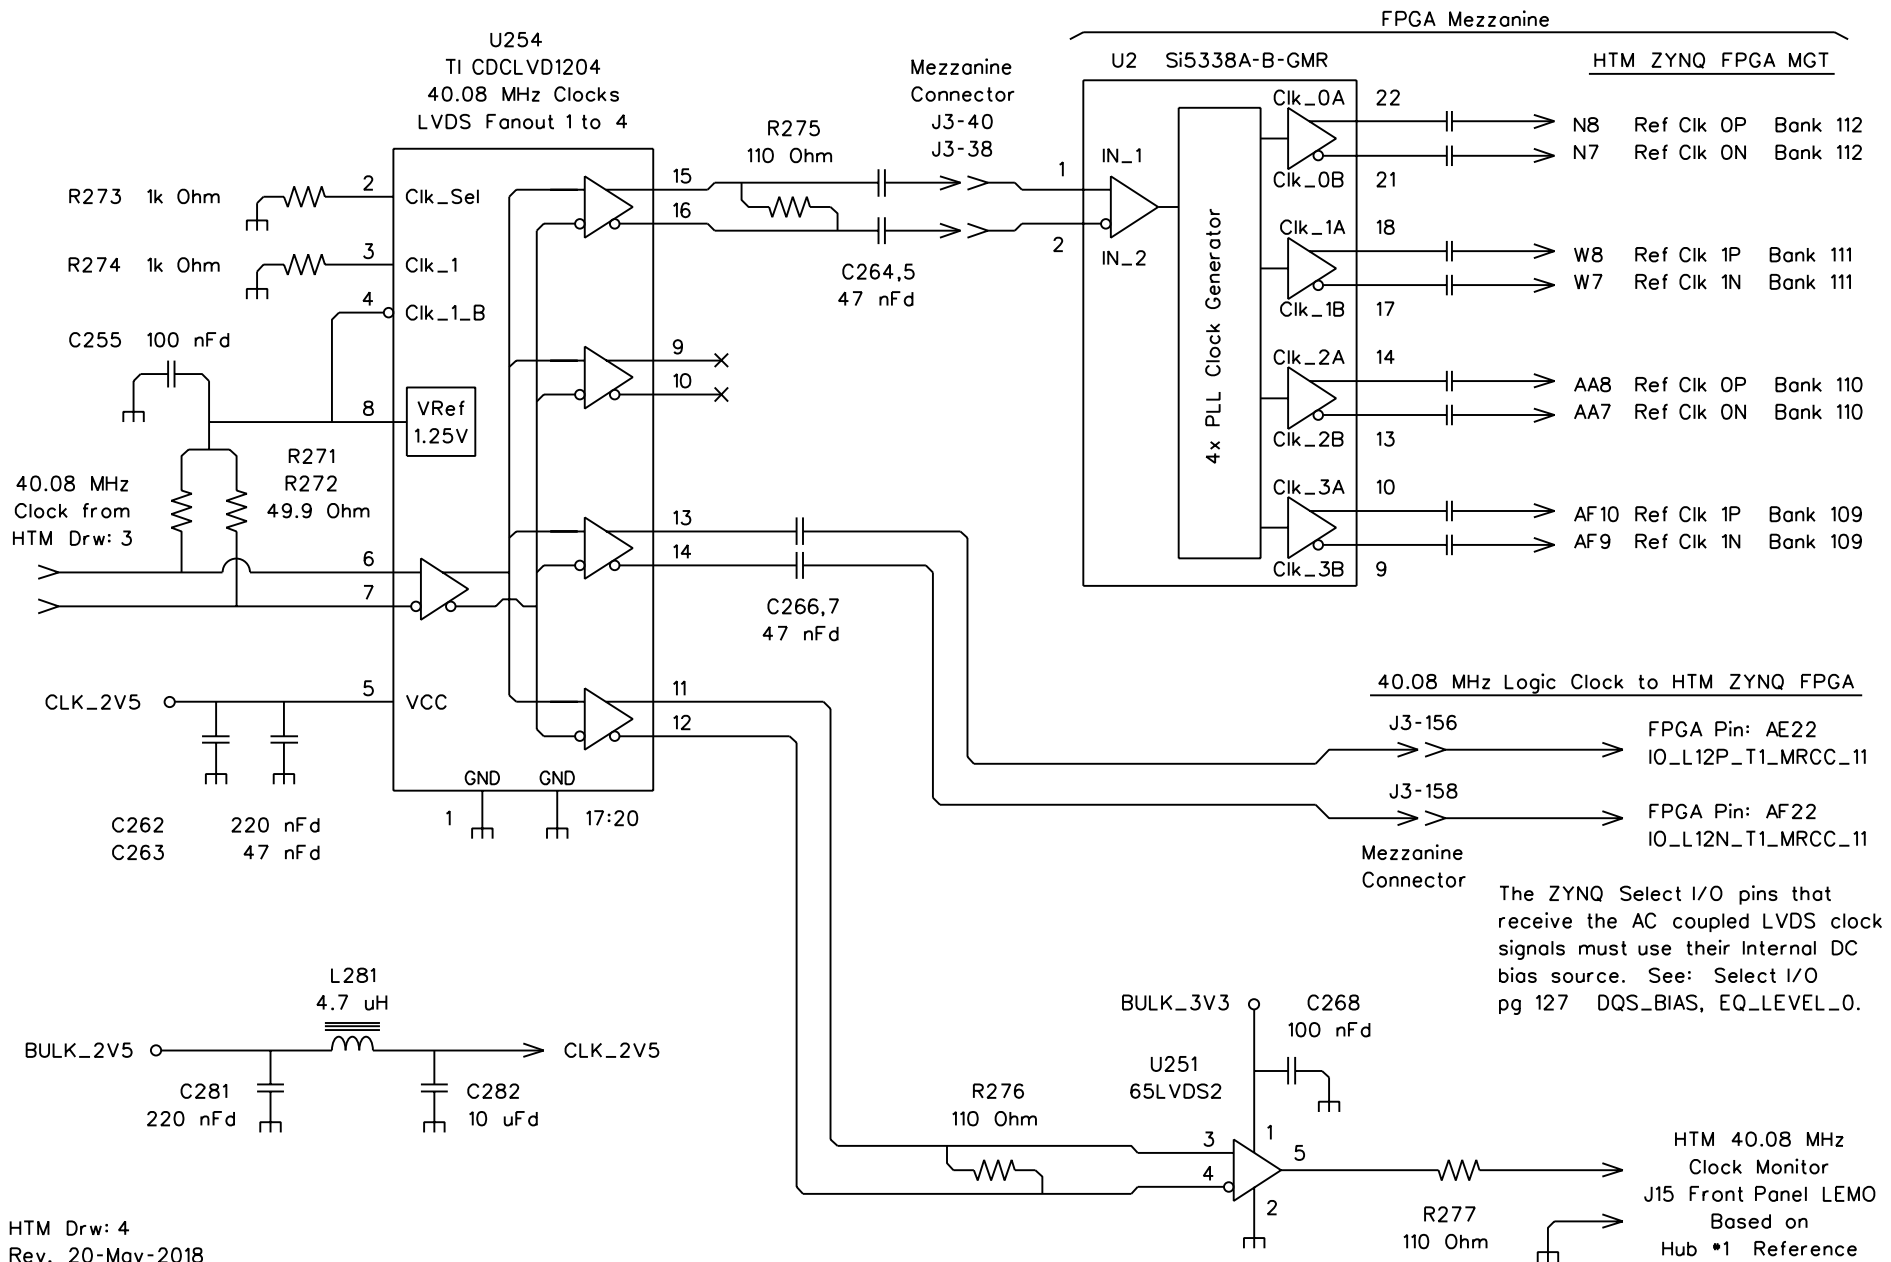 FPGA Mezzanine
U254
TI CDCLVD1204
40.08 MHz Clocks
LVDS Fanout 1 to 4
R273 1k Ohm
2
Clk_Sel
R274 1k Ohm
3
Clk_1
4
Clk_1_B
C255 100 nFd
8
VRef
1.25V
R271
R272
49.9 Ohm
40.08 MHz
Clock from
HTM Drw: 3
6
7
CLK_2V5
5
VCC
GND
GND
1
17:20
C262 220 nFd
C263 47 nFd
15
16
9
10
13
14
11
12
R275
110 Ohm
C264,5
47 nFd
C266,7
47 nFd
Mezzanine
Connector
J3-40
J3-38
1
2
U2 Si5338A-B-GMR
IN_1
IN_2
4x PLL Clock Generator
Clk_0A
22
Clk_0B
21
Clk_1A
18
Clk_1B
17
Clk_2A
14
Clk_2B
13
Clk_3A
10
Clk_3B
9
HTM ZYNQ FPGA MGT
N8 Ref Clk 0P Bank 112
N7 Ref Clk 0N Bank 112
W8 Ref Clk 1P Bank 111
W7 Ref Clk 1N Bank 111
AA8 Ref Clk 0P Bank 110
AA7 Ref Clk 0N Bank 110
AF10 Ref Clk 1P Bank 109
AF9 Ref Clk 1N Bank 109
40.08 MHz Logic Clock to HTM ZYNQ FPGA
J3-156
FPGA Pin: AE22
IO_L12P_T1_MRCC_11
J3-158
FPGA Pin: AF22
IO_L12N_T1_MRCC_11
Mezzanine
Connector
The ZYNQ Select I/O pins that
receive the AC coupled LVDS clock
signals must use their Internal DC
bias source. See: Select I/O
pg 127 DQS_BIAS, EQ_LEVEL_0.
L281
4.7 uH
BULK_2V5
CLK_2V5
C281
220 nFd
C282
10 uFd
BULK_3V3
C268
100 nFd
U251
65LVDS2
R276
110 Ohm
3
4
1
5
2
R277
110 Ohm
HTM 40.08 MHz
Clock Monitor
J15 Front Panel LEMO
Based on
Hub #1 Reference
HTM Drw: 4
Rev. 20-May-2018